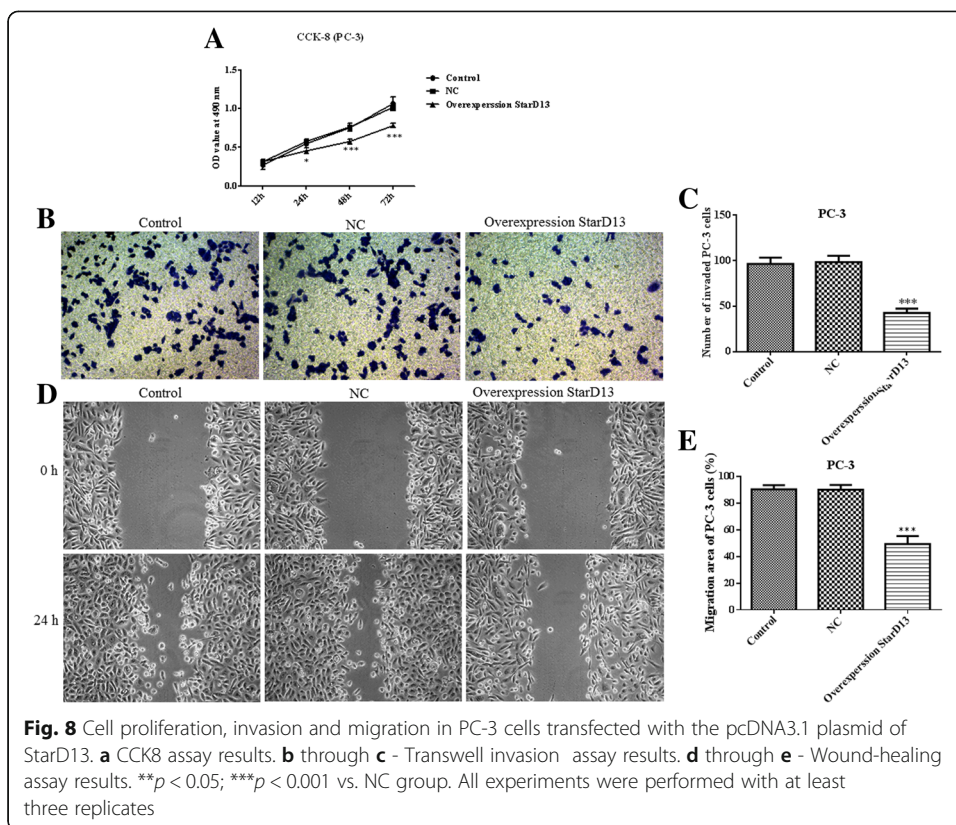 A
CCK-8 (PC-3)
OD value at 490 nm
1.5
1.0
0.5
0.0
12h
24h
48h
72h
*
***
***
Control
NC
Overexperssion StarD13
B
Control
NC
Overexpression StarD13
C
PC-3
Number of invaded PC-3 cells
150
100
50
0
***
Control
NC
Overexperssion StarD13
D
Control
NC
Overexpression StarD13
0 h
24 h
E
PC-3
Migration area of PC-3 cells (%)
100
80
60
40
20
0
***
Control
NC
Overexperssion StarD13
Fig. 8 Cell proliferation, invasion and migration in PC-3 cells transfected with the pcDNA3.1 plasmid of
StarD13. a CCK8 assay results. b through c - Transwell invasion assay results. d through e - Wound-healing
assay results. **p < 0.05; ***p < 0.001 vs. NC group. All experiments were performed with at least
three replicates